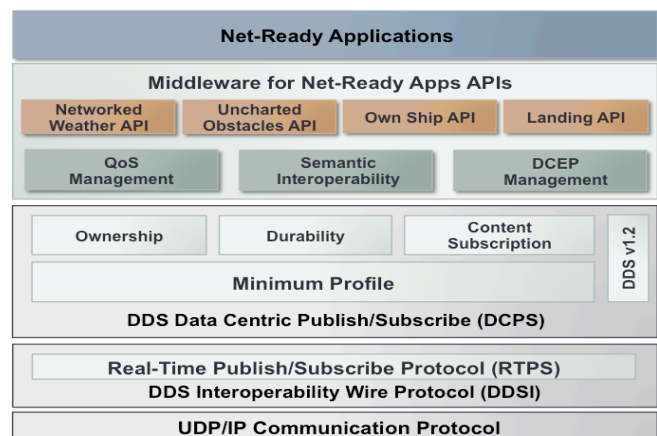 Net-Ready Applications
Middleware for Net-Ready Apps APIs
Networked
Weather API
Uncharted
Obstacles API
Own Ship API
Landing API
QoS
Management
Semantic
Interoperability
DCEP
Management
Ownership
Durability
Content
Subscription
DDS v1.2
Minimum Profile
DDS Data Centric Publish/Subscribe (DCPS)
Real-Time Publish/Subscribe Protocol (RTPS)
DDS Interoperability Wire Protocol (DDSI)
UDP/IP Communication Protocol